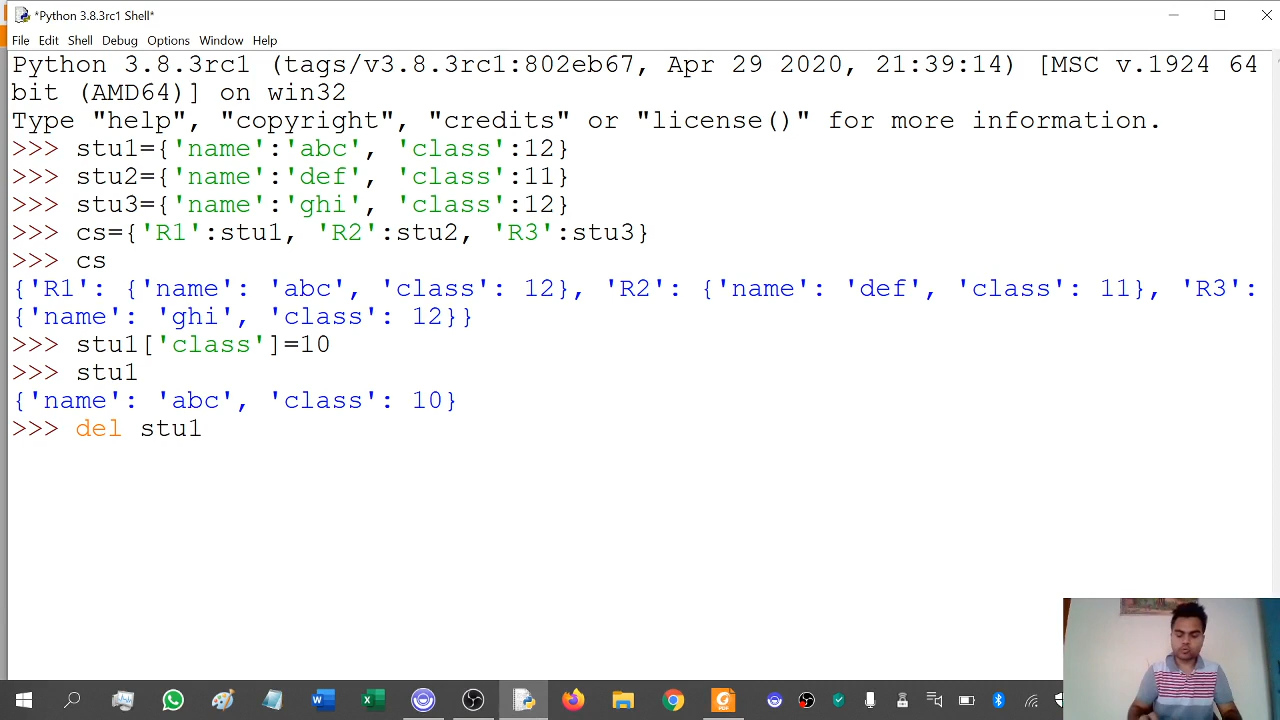 *Python 3.8.3rc1 Shell*
File Edit Shell Debug Options Window Help
Python 3.8.3rc1 (tags/v3.8.3rc1:802eb67, Apr 29 2020, 21:39:14) [MSC v.1924 64
bit (AMD64)] on win32
Type "help", "copyright", "credits" or "license()" for more information.
>>> stu1={'name':'abc', 'class':12}
>>> stu2={'name':'def', 'class':11}
>>> stu3={'name':'ghi', 'class':12}
>>> cs={'R1':stu1, 'R2':stu2, 'R3':stu3}
>>> cs
{'R1': {'name': 'abc', 'class': 12}, 'R2': {'name': 'def', 'class': 11}, 'R3':
{'name': 'ghi', 'class': 12}}
>>> stu1['class']=10
>>> stu1
{'name': 'abc', 'class': 10}
>>> del stu1